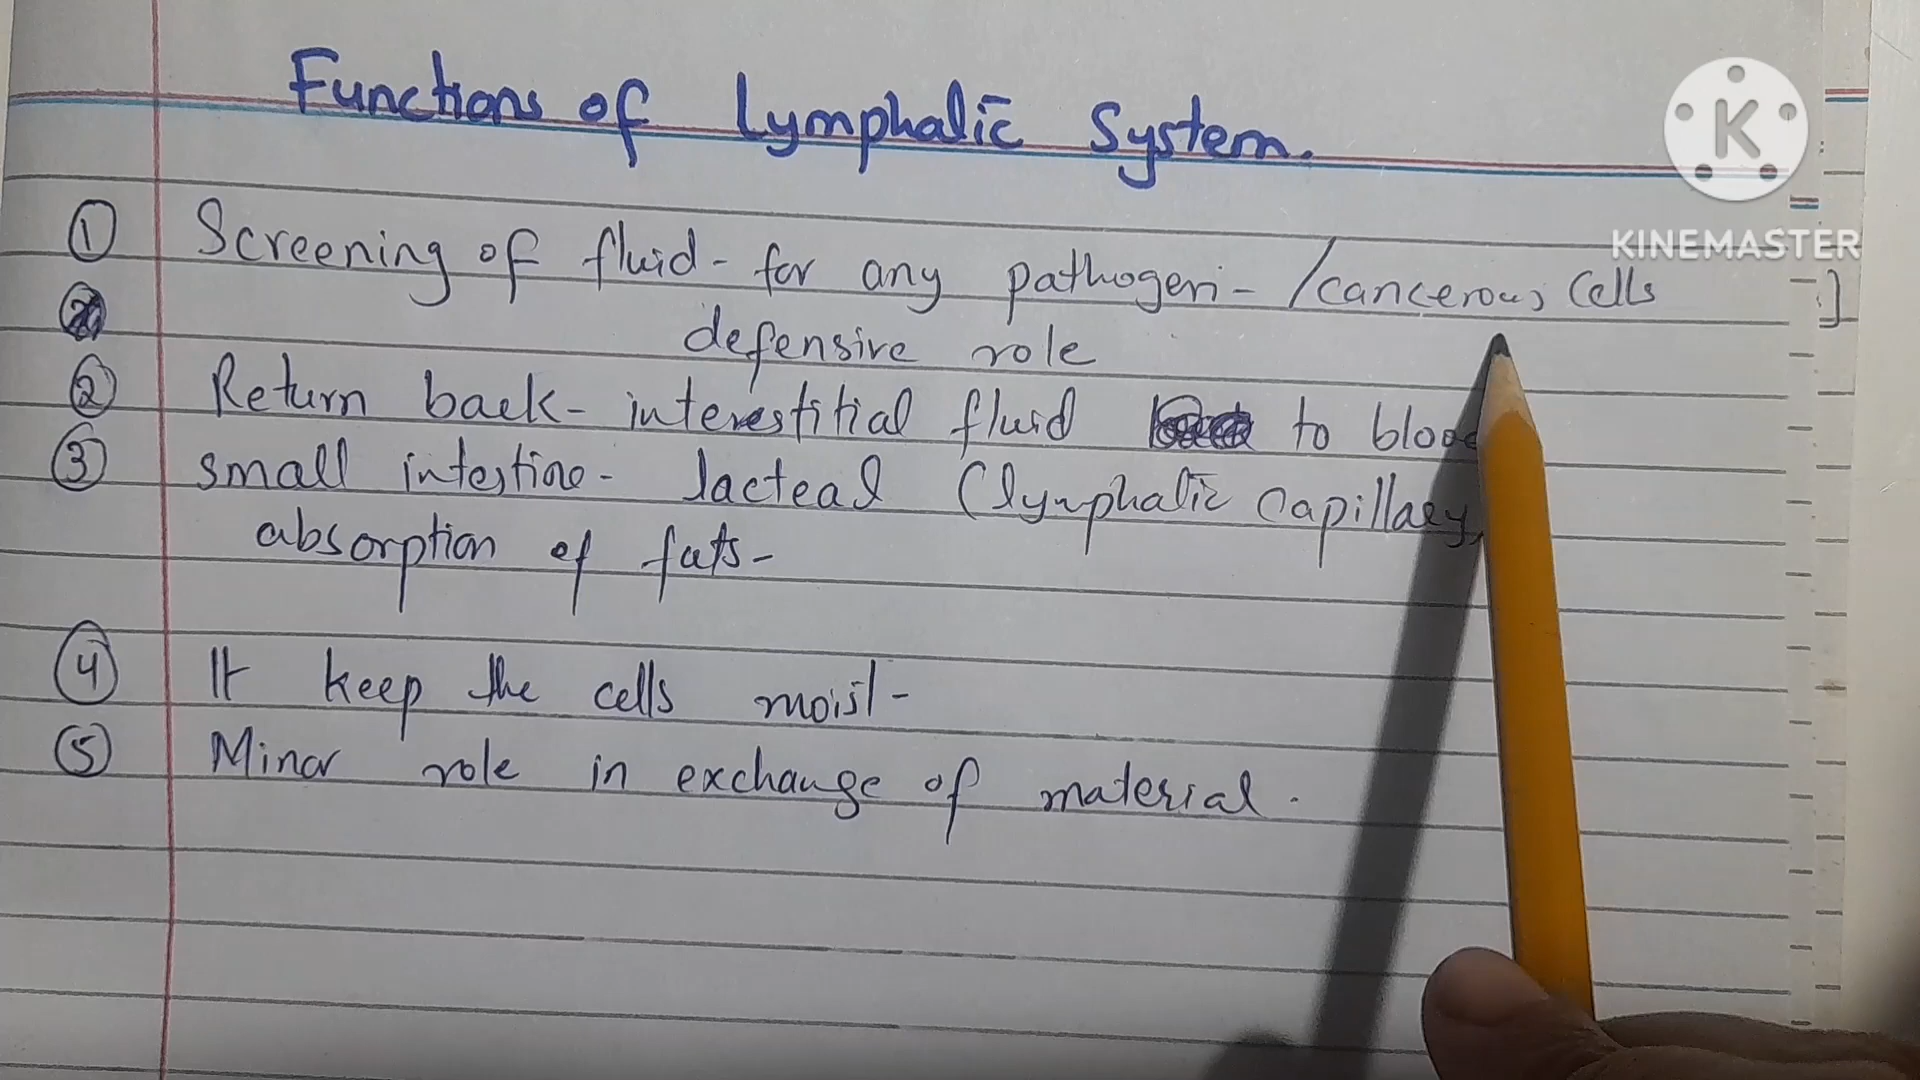 Functions of Lymphatic System.
① Screening of fluid - for any pathogen - /cancerous cells
defensive role
② Return back - interestitial fluid to blood
③ small intestine - lacteal (lymphatic capillary,
absorption of fats -
④ It keep the cells moist -
⑤ Minor role in exchange of material.
K
KINEMASTER